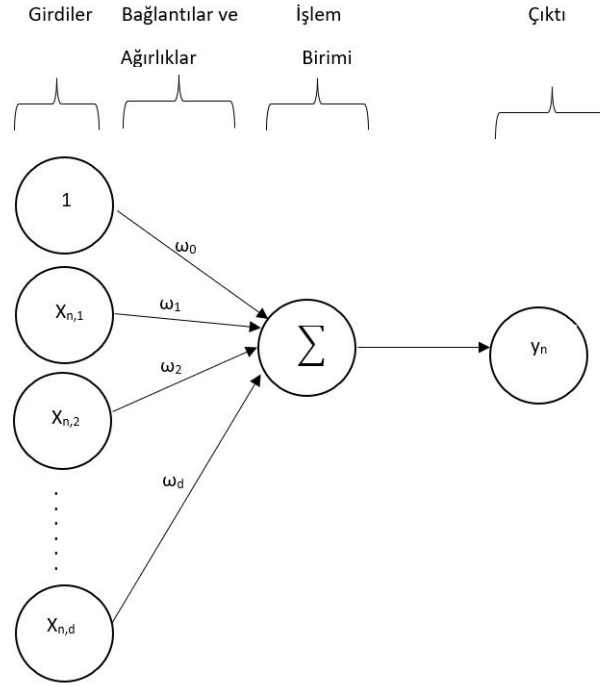 Girdiler Bağlantılar ve İşlem Çıktı
Ağırlıklar Birimi
1
ω0
Xn,1
ω1
Xn,2
ω2
∑
yn
ωd
Xn,d